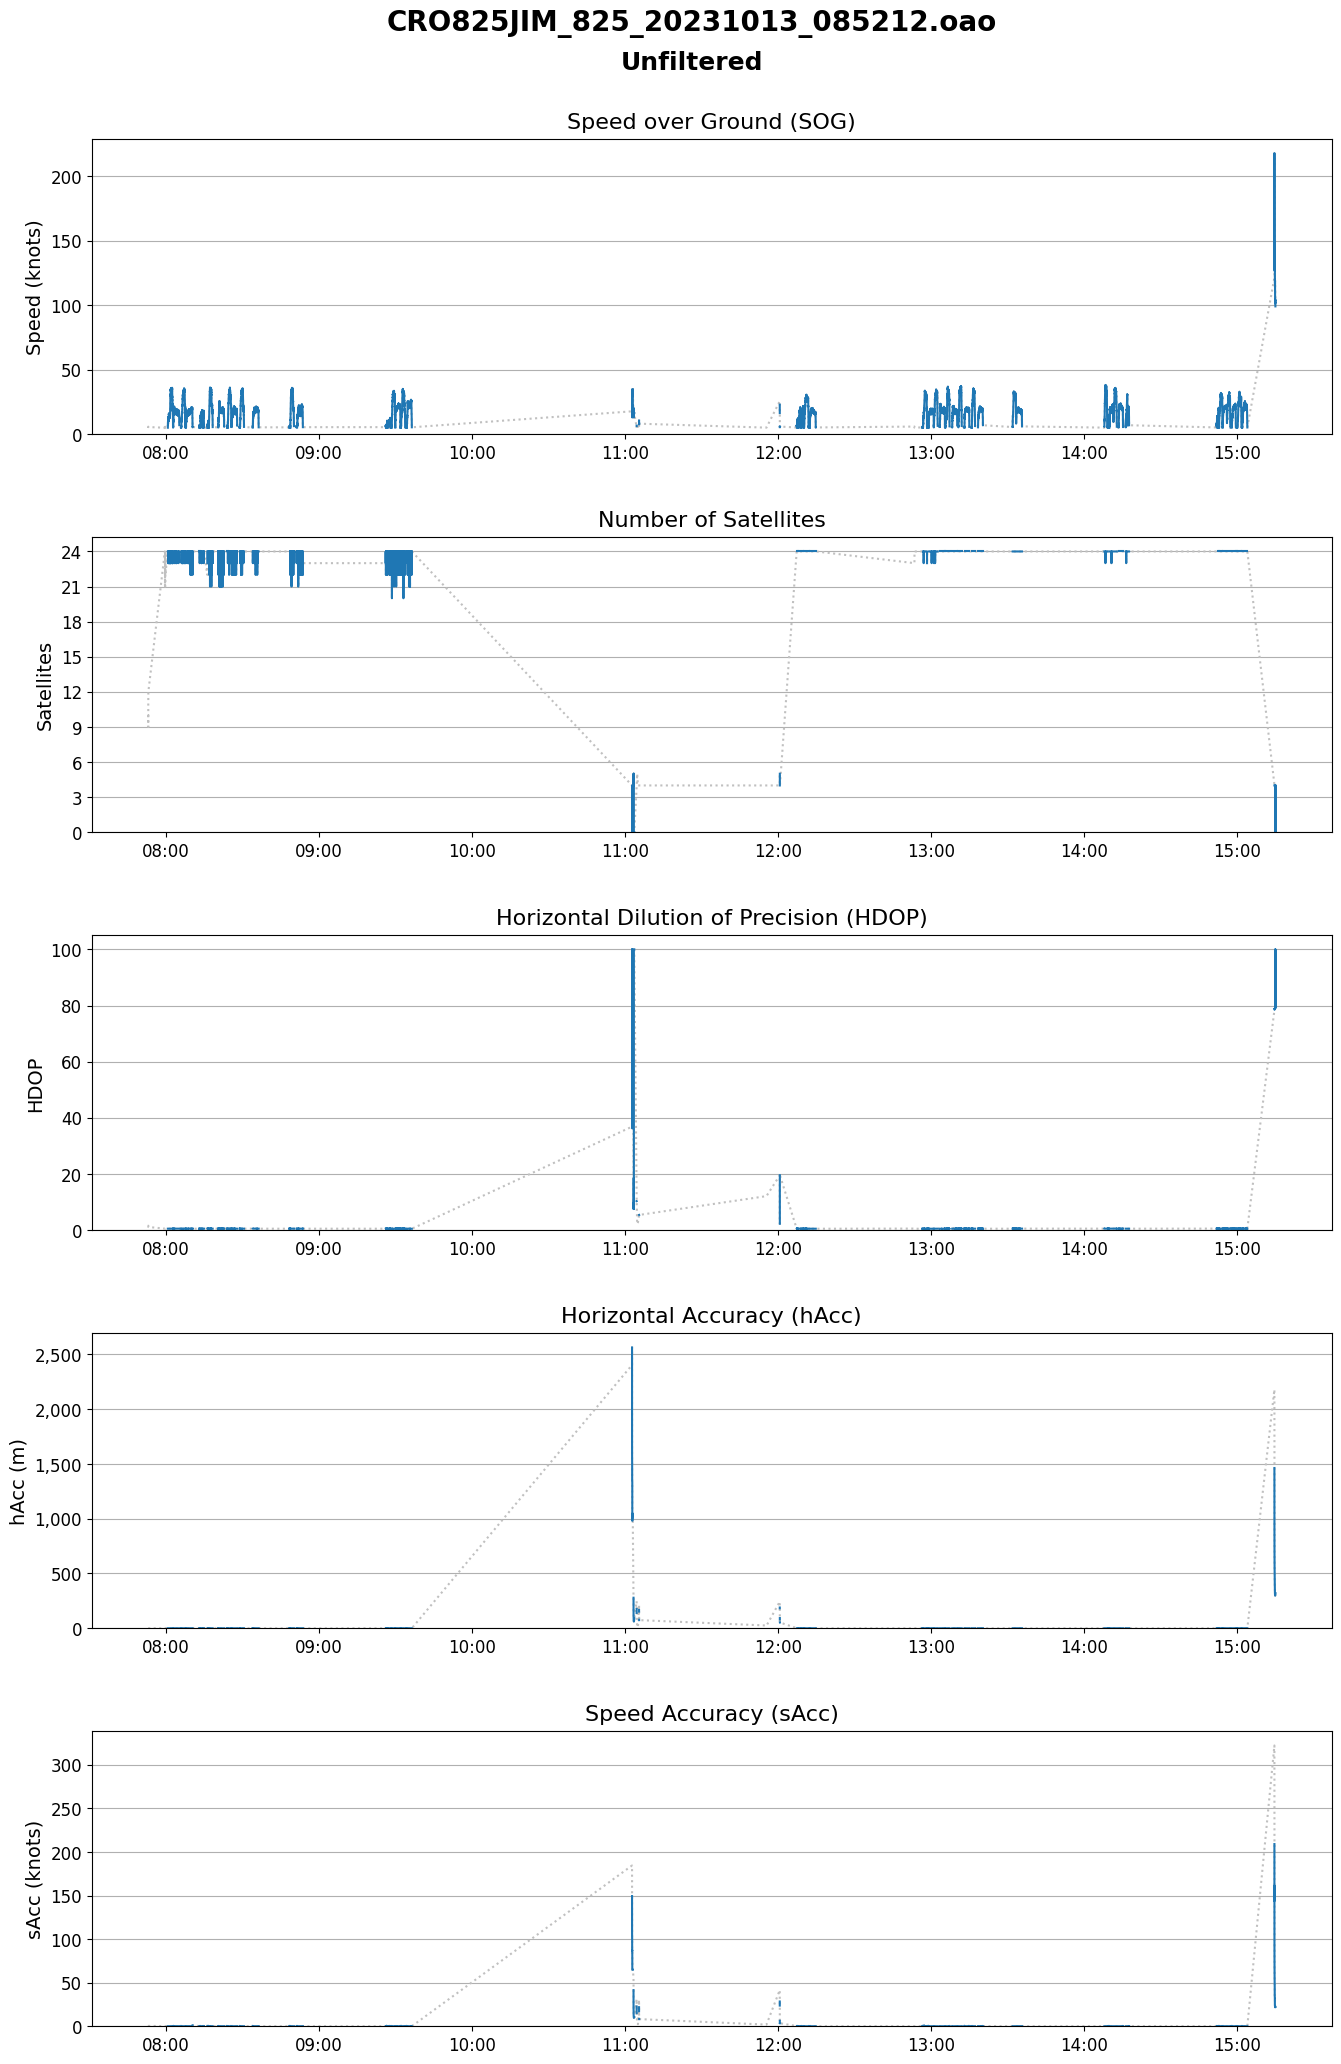 CRO825JIM_825_20231013_085212.oao
Unfiltered
Speed over Ground (SOG)
Speed (knots)
200
150
100
50
0
08:00 09:00 10:00 11:00 12:00 13:00 14:00 15:00
Number of Satellites
Satellites
24
21
18
15
12
9
6
3
0
08:00 09:00 10:00 11:00 12:00 13:00 14:00 15:00
Horizontal Dilution of Precision (HDOP)
HDOP
100
80
60
40
20
0
08:00 09:00 10:00 11:00 12:00 13:00 14:00 15:00
Horizontal Accuracy (hAcc)
hAcc (m)
2,500
2,000
1,500
1,000
500
0
08:00 09:00 10:00 11:00 12:00 13:00 14:00 15:00
Speed Accuracy (sAcc)
sAcc (knots)
300
250
200
150
100
50
0
08:00 09:00 10:00 11:00 12:00 13:00 14:00 15:00